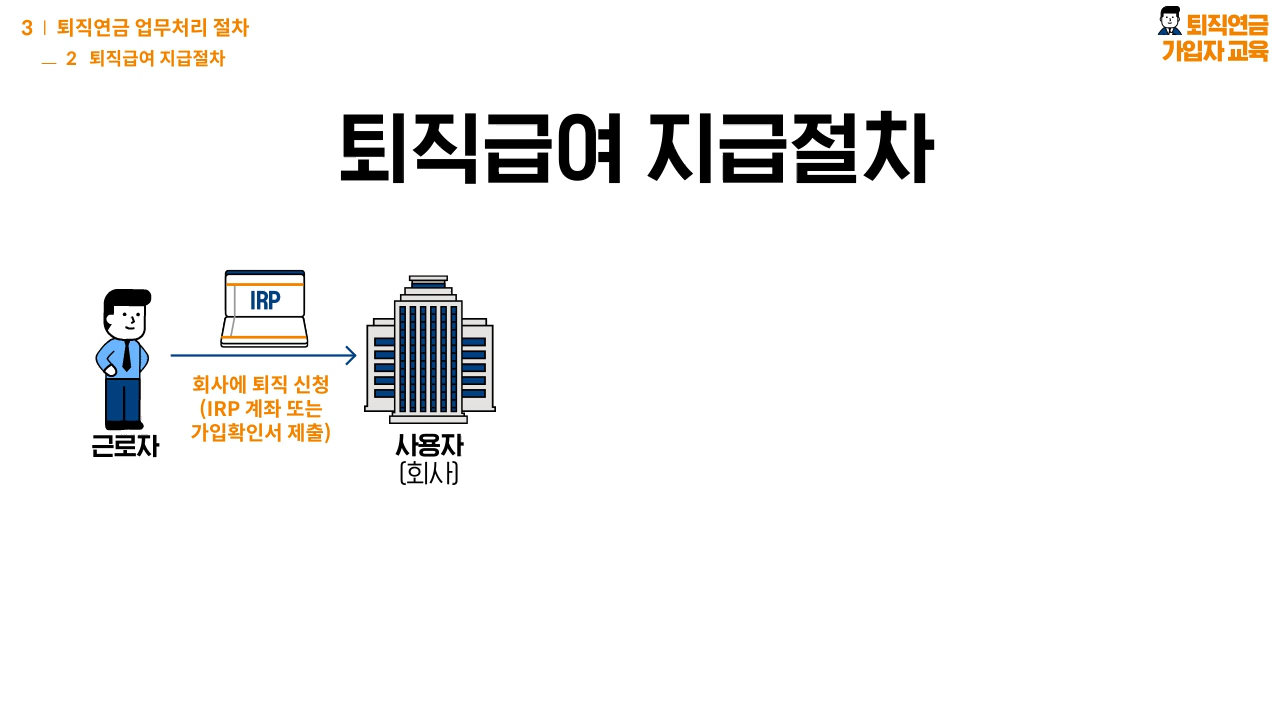 3 | 퇴직연금 업무처리 절차
2 퇴직급여 지급절차
퇴직연금
가입자 교육
퇴직급여 지급절차
IRP
회사에 퇴직 신청
(IRP 계좌 또는
가입확인서 제출)
근로자
사용자
(회사)